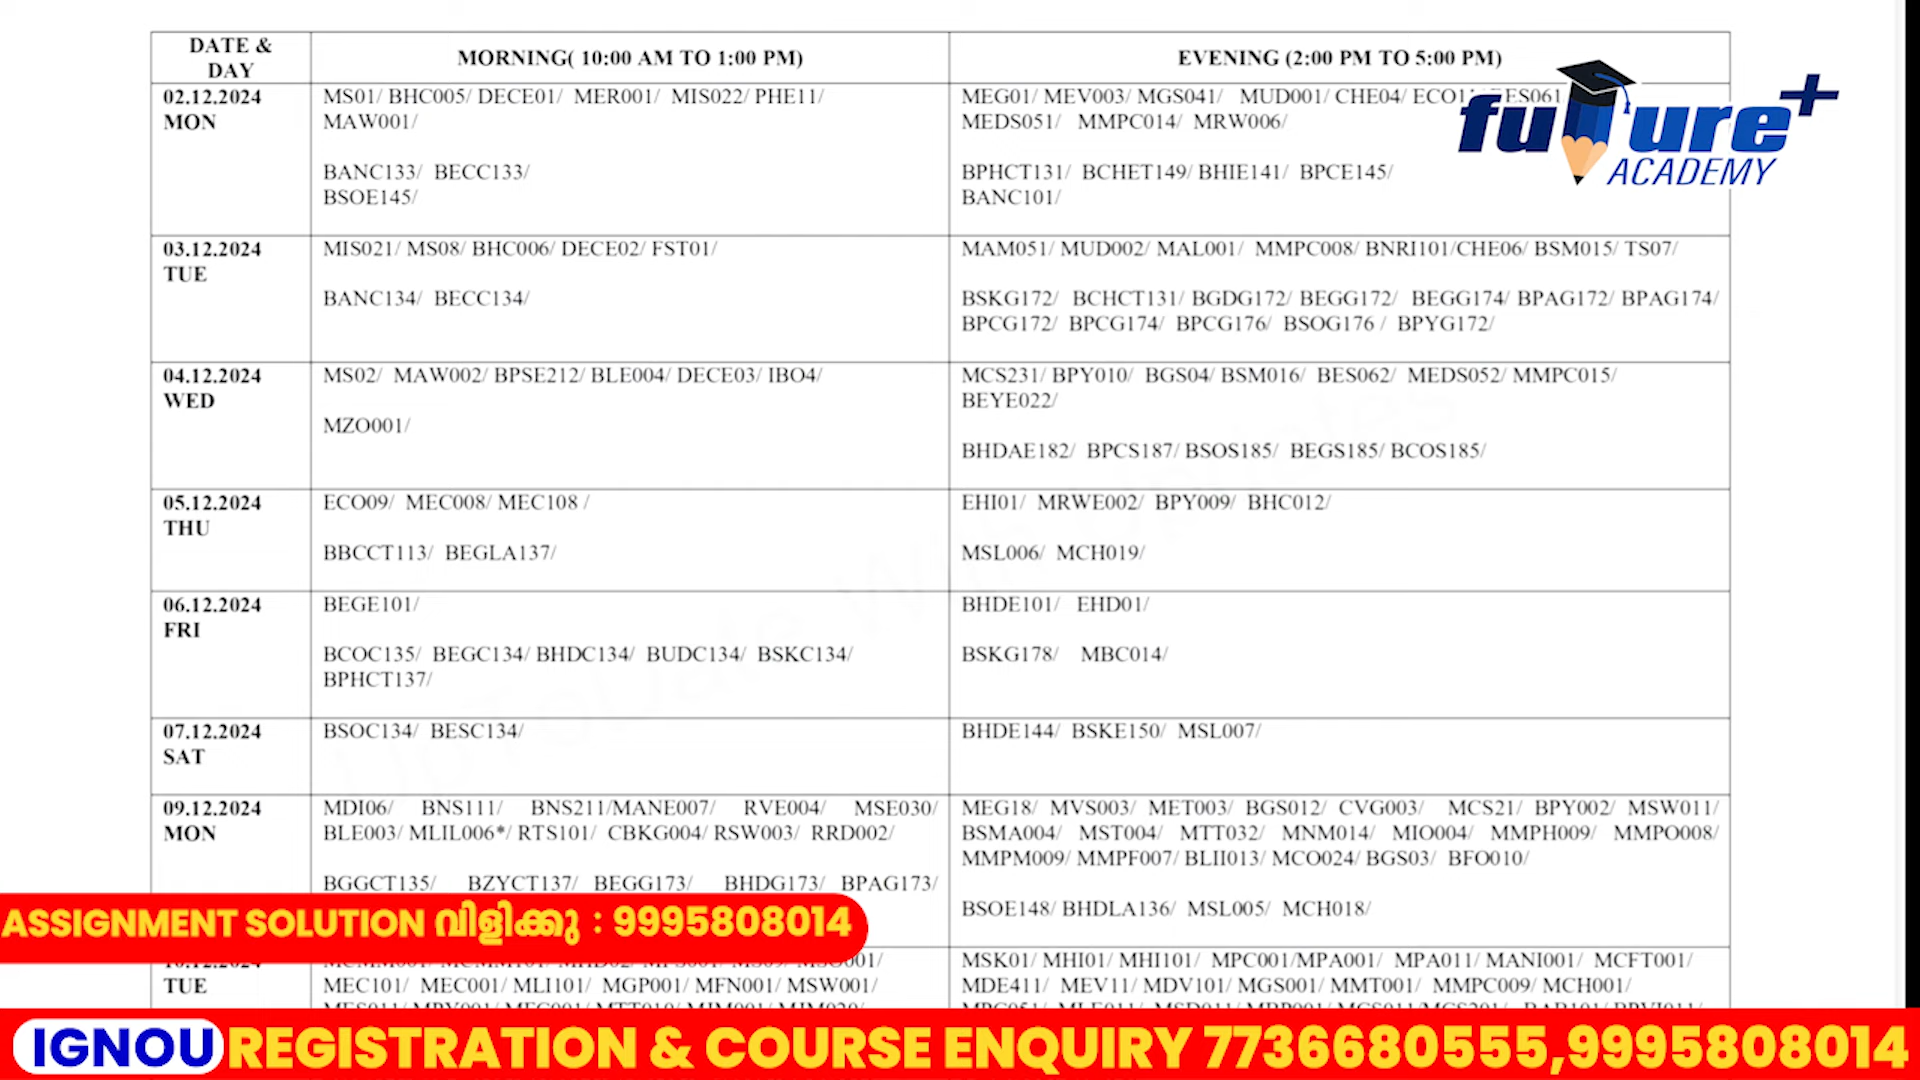 DATE & DAY MORNING( 10:00 AM TO 1:00 PM) EVENING (2:00 PM TO 5:00 PM)
02.12.2024 MON
MS01/ BHC005/ DECE01/ MER001/ MIS022/ PHE11/
MAW001/
BANC133/ BECC133/
BSOE145/
MEG01/ MEV003/ MGS041/ MUD001/ CHE04/
MEDS051/ MMPC014/ MRW006/
BPHCT131/ BCHET149/ BHIE141/ BPCE145/
BANC101/
future+
ACADEMY
03.12.2024 TUE
MIS021/ MS08/ BHC006/ DECE02/ FST01/
BANC134/ BECC134/
MAM051/ MUD002/ MAL001/ MMPC008/ BNRI101/CHE06/ BSM015/ TS07/
BSKG172/ BCHCT131/ BGDG172/ BEGG172/ BEGG174/ BPAG172/ BPAG174/
BPCG172/ BPCG174/ BPCG176/ BSOG176 / BPYG172/
04.12.2024 WED
MS02/ MAW002/ BPSE212/ BLE004/ DECE03/ IBO4/
MZO001/
MCS231/ BPY010/ BGS04/ BSM016/ BES062/ MEDS052/ MMPC015/
BEYE022/
BHDAE182/ BPCS187/ BSOS185/ BEGS185/ BCOS185/
05.12.2024 THU
ECO09/ MEC008/ MEC108 /
BBCCT113/ BEGLA137/
EHI01/ MRWE002/ BPY009/ BHC012/
MSL006/ MCH019/
06.12.2024 FRI
BEGE101/
BCOC135/ BEGC134/ BHDC134/ BUDC134/ BSKC134/
BPHCT137/
BHDE101/ EHD01/
BSKG178/ MBC014/
07.12.2024 SAT
BSOC134/ BESC134/
BHDE144/ BSKE150/ MSL007/
09.12.2024 MON
MDI06/ BNS111/ BNS211/MANE007/ RVE004/ MSE030/
BLE003/ MLIL006*/ RTS101/ CBKG004/ RSW003/ RRD002/
BGGCT135/ BZYCT137/ BEGG173/ BHDG173/ BPAG173/
MEG18/ MVS003/ MET003/ BGS012/ CVG003/ MCS21/ BPY002/ MSW011/
BSMA004/ MST004/ MTT032/ MNM014/ MIO004/ MMPH009/ MMPO008/
MMPM009/ MMPF007/ BLII013/ MCO024/ BGS03/ BFO010/
BSOE148/ BHDLA136/ MSL005/ MCH018/
ASSIGNMENT SOLUTION വിളിക്കൂ : 9995808014
TUE
MEC101/ MEC001/ MLI101/ MGP001/ MFN001/ MSW001/
MSK01/ MHI01/ MHI101/ MPC001/MPA001/ MPA011/ MANI001/ MCFT001/
MDE411/ MEV11/ MDV101/ MGS001/ MMT001/ MMPC009/ MCH001/
IGNOU REGISTRATION & COURSE ENQUIRY 7736680555,9995808014